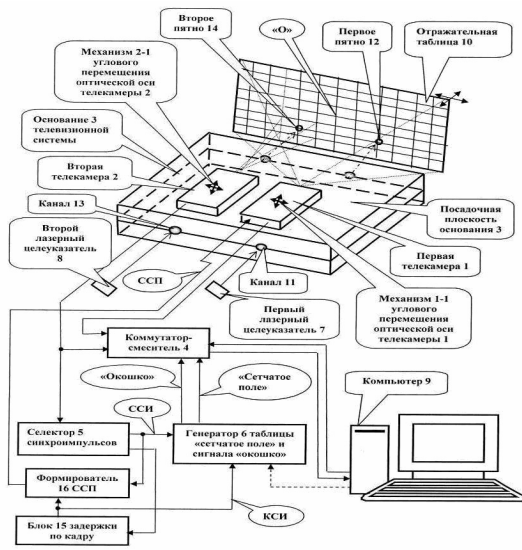 Второе
пятно 14
«О»
Первое
пятно 12
Отражательная
таблица 10
Механизм 2-1
углового
перемещения
оптической оси
телекамеры 2
Основание 3
телевизионной
системы
Вторая
телекамера 2
Канал 13
Второй
лазерный
целеуказатель
8
ССП
Канал 11
Первый
лазерный
целеуказатель 7
Посадочная
плоскость
основания 3
Первая
телекамера 1
Механизм 1-1
углового
перемещения
оптической оси
телекамеры 1
Коммутатор-
смеситель 4
«Окошко»
«Сетчатое
поле»
Компьютер 9
Селектор 5
синхроимпульсов
ССИ
Генератор 6 таблицы
«сетчатое поле» и
сигнала «окошко»
Формирователь
16 ССП
КСИ
Блок 15 задержки
по кадру